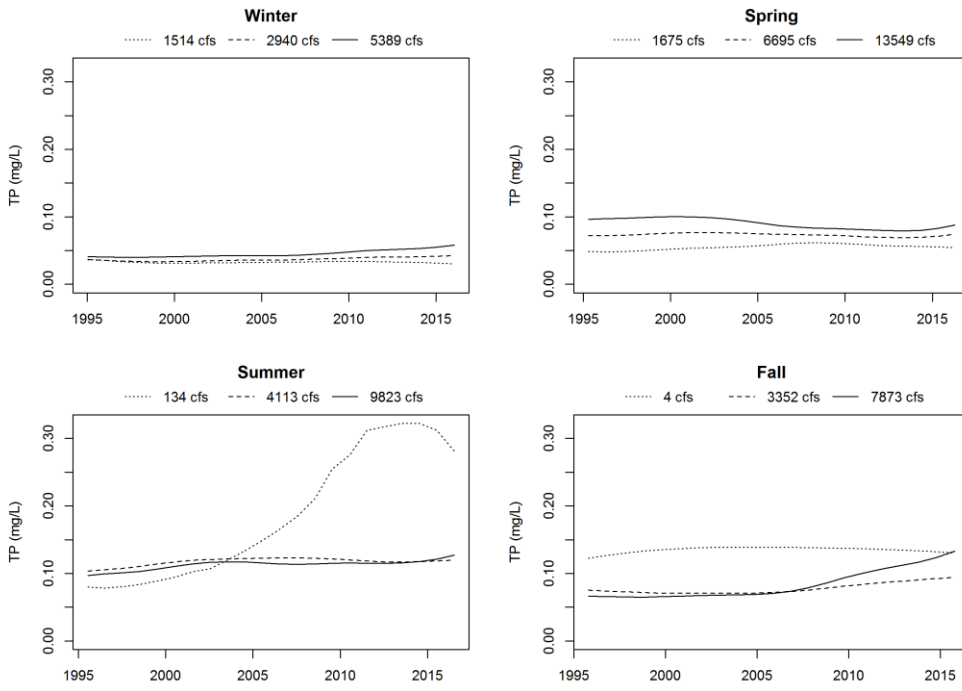 Winter
1514 cfs 2940 cfs 5389 cfs
TP (mg/L)
0.30
0.20
0.10
0.00
1995 2000 2005 2010 2015
Spring
1675 cfs 6695 cfs 13549 cfs
TP (mg/L)
0.30
0.20
0.10
0.00
1995 2000 2005 2010 2015
Summer
134 cfs 4113 cfs 9823 cfs
TP (mg/L)
0.30
0.20
0.10
0.00
1995 2000 2005 2010 2015
Fall
4 cfs 3352 cfs 7873 cfs
TP (mg/L)
0.30
0.20
0.10
0.00
1995 2000 2005 2010 2015